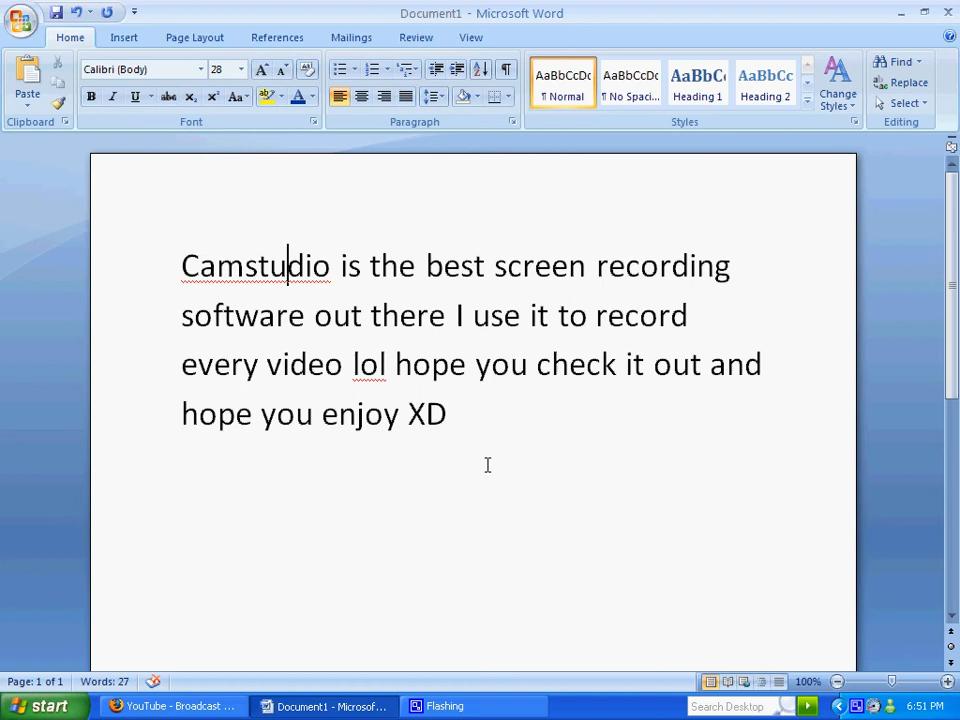 Document1 - Microsoft Word
Home Insert Page Layout References Mailings Review View
Calibri (Body) 28
Paste
AaBbCcDc AaBbCcDc AaBbC AaBbCc
¶ Normal ¶ No Spaci... Heading 1 Heading 2
Change Styles
Find
Replace
Select
Clipboard Font Paragraph Styles Editing
Camstudio is the best screen recording
software out there I use it to record
every video lol hope you check it out and
hope you enjoy XD
Page: 1 of 1 Words: 27 100%
start YouTube - Broadcast ... Document1 - Microsof... Flashing Search Desktop 6:51 PM